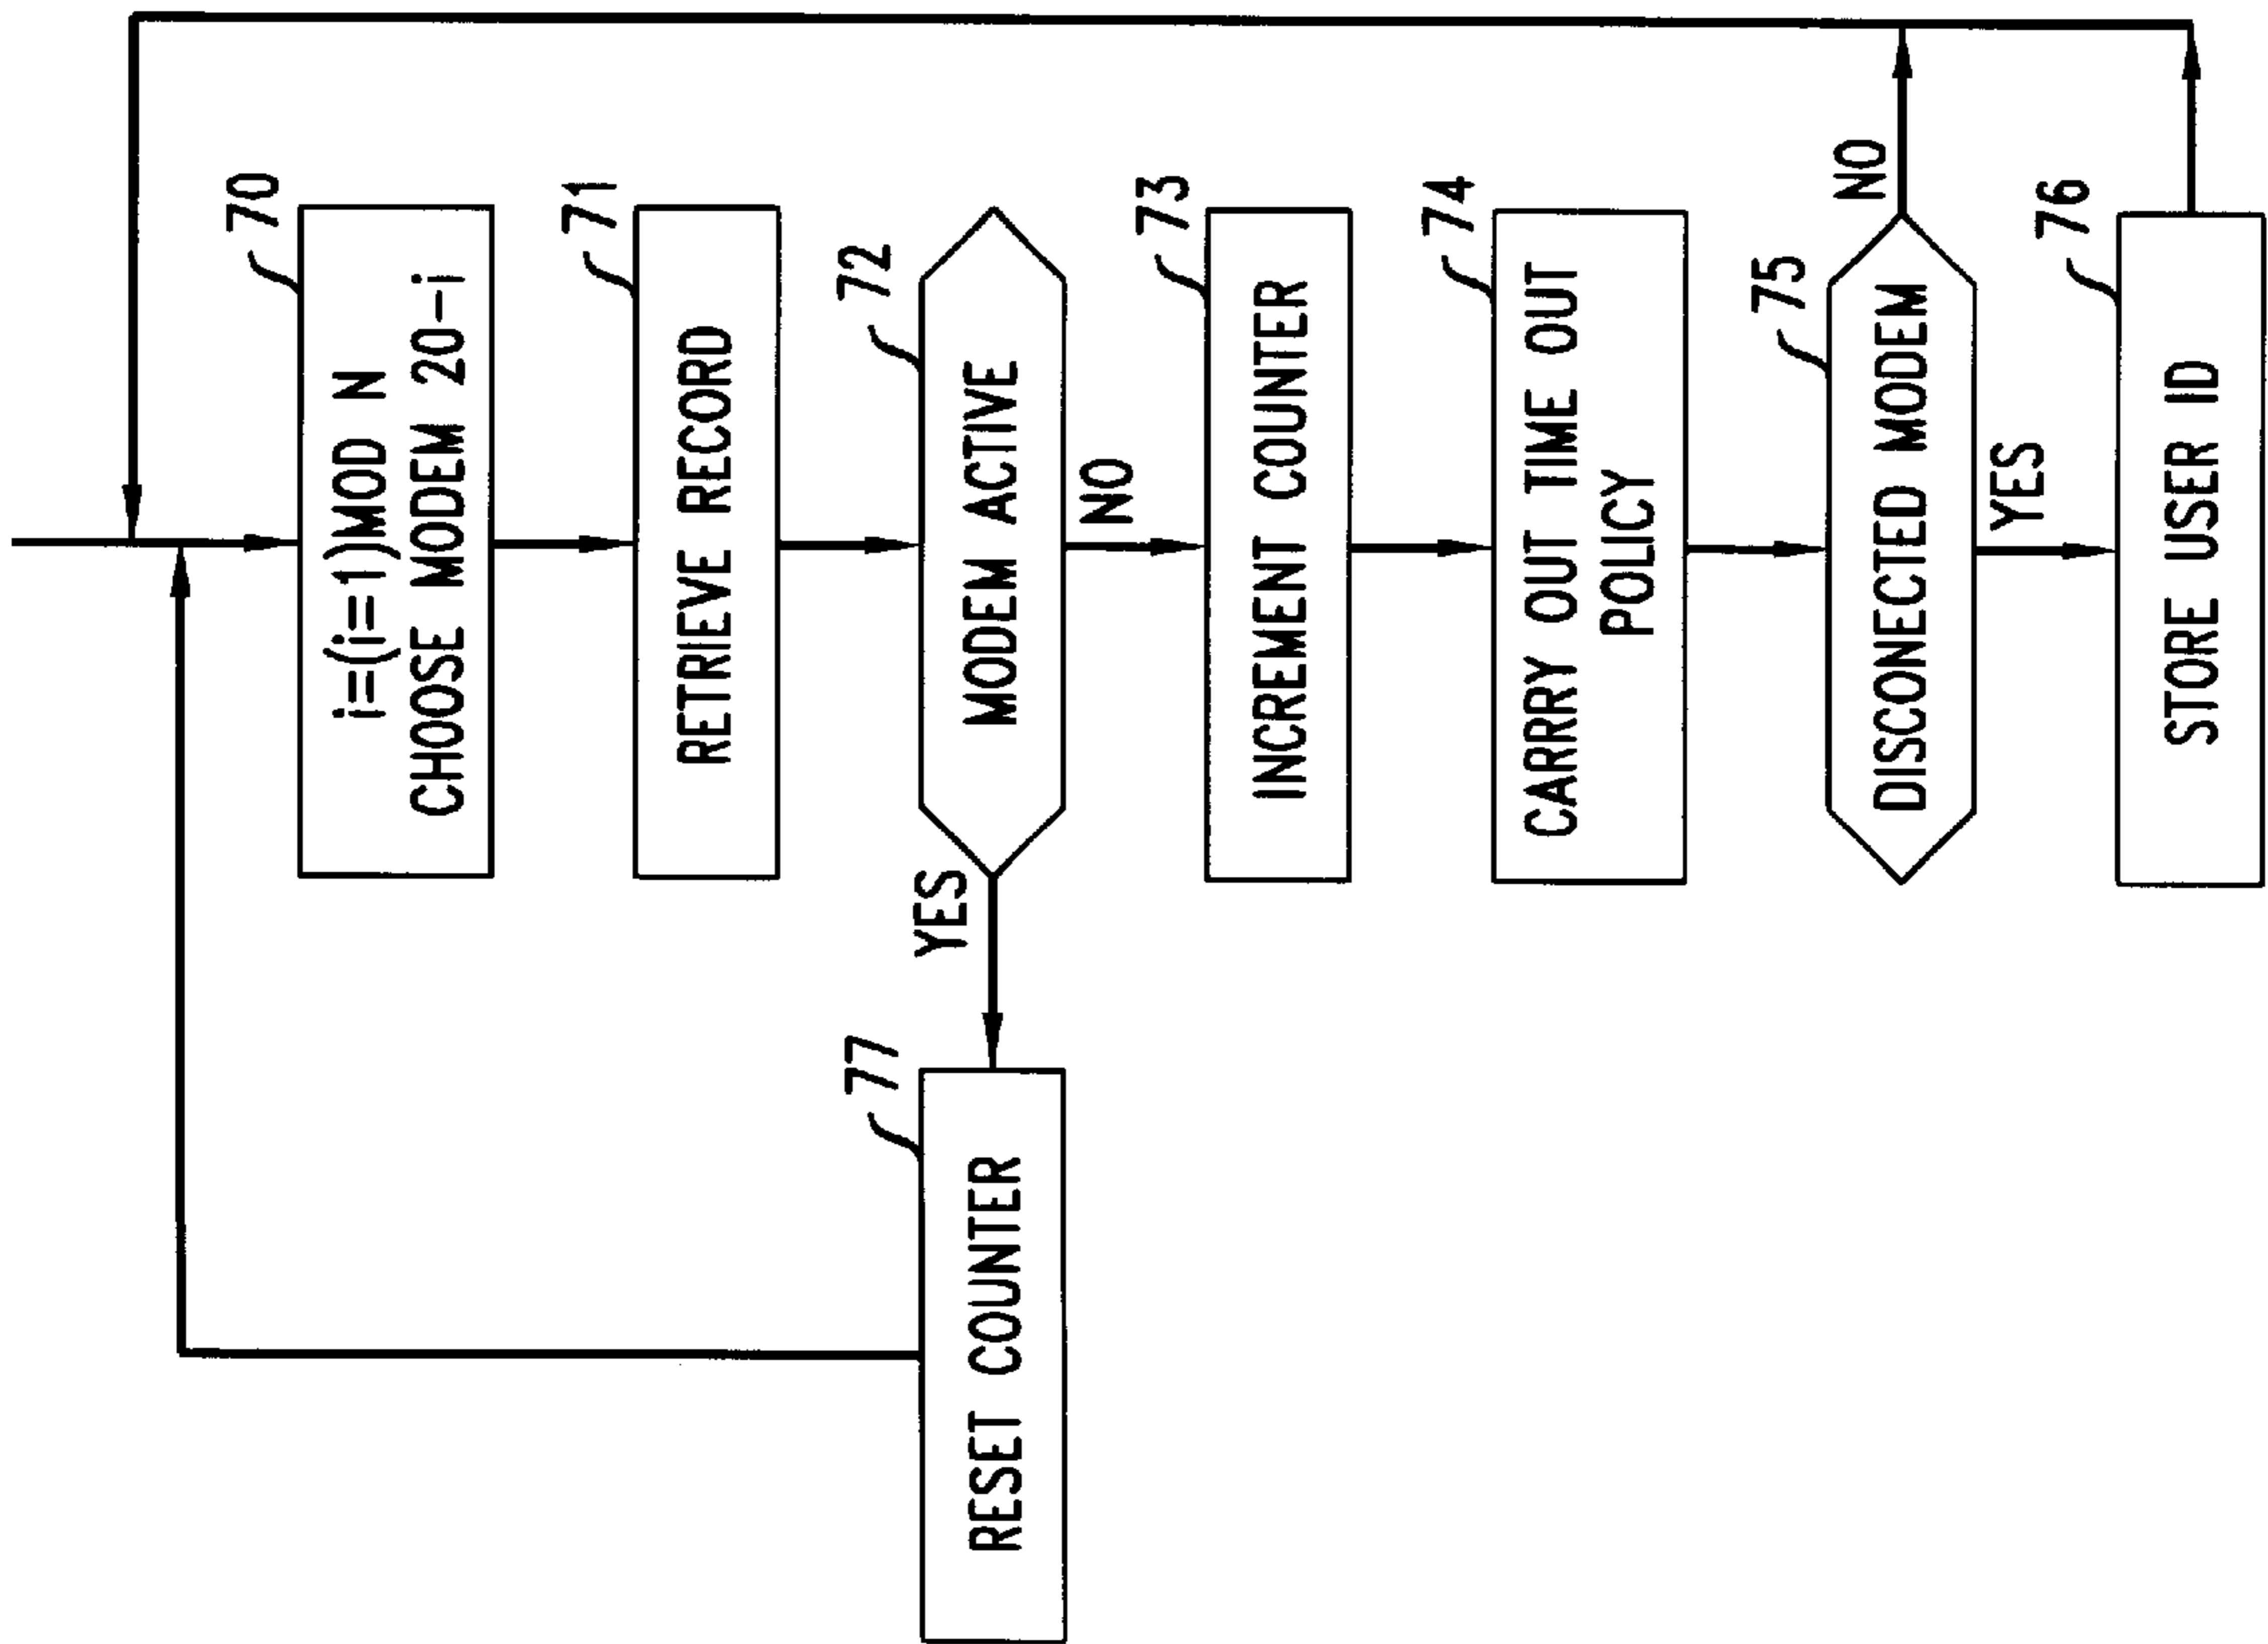 70
i=(i=1)MOD N
CHOOSE MODEM 20-i
71
RETRIEVE RECORD
72
MODEM ACTIVE
YES
NO
77
RESET COUNTER
73
INCREMENT COUNTER
74
CARRY OUT TIME OUT
POLICY
75
DISCONECTED MODEM
NO
YES
76
STORE USER ID